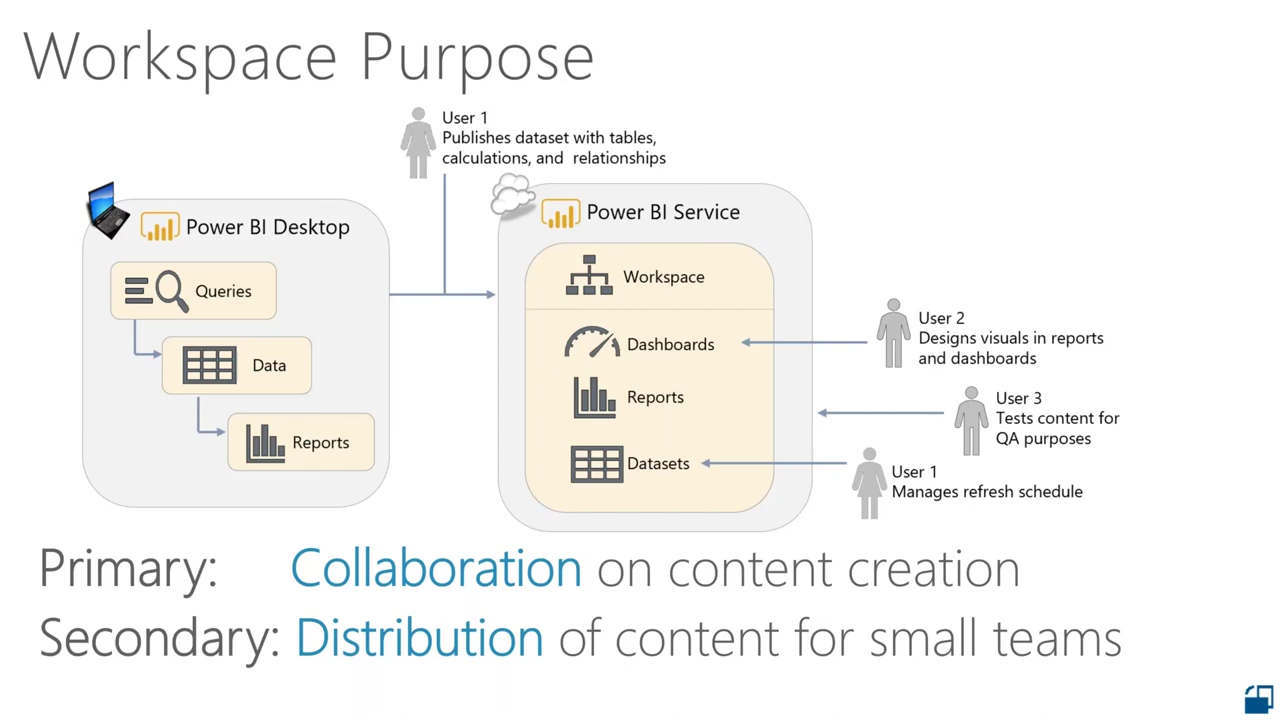 Workspace Purpose
User 1
Publishes dataset with tables,
calculations, and relationships
Power BI Desktop
Queries
Data
Reports
Power BI Service
Workspace
Dashboards
Reports
Datasets
User 2
Designs visuals in reports
and dashboards
User 3
Tests content for
QA purposes
User 1
Manages refresh schedule
Primary: Collaboration on content creation
Secondary: Distribution of content for small teams